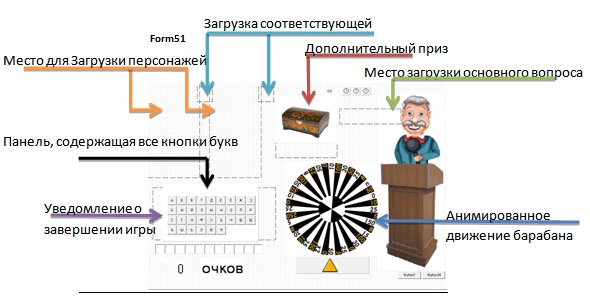 Загрузка соответствующей
Form51
Дополнительный приз
Место для Загрузки персонажей
Место загрузки основного вопроса
Панель, содержащая все кнопки букв
Уведомление о
завершении игры
Анимированное
движение барабана
0 очков